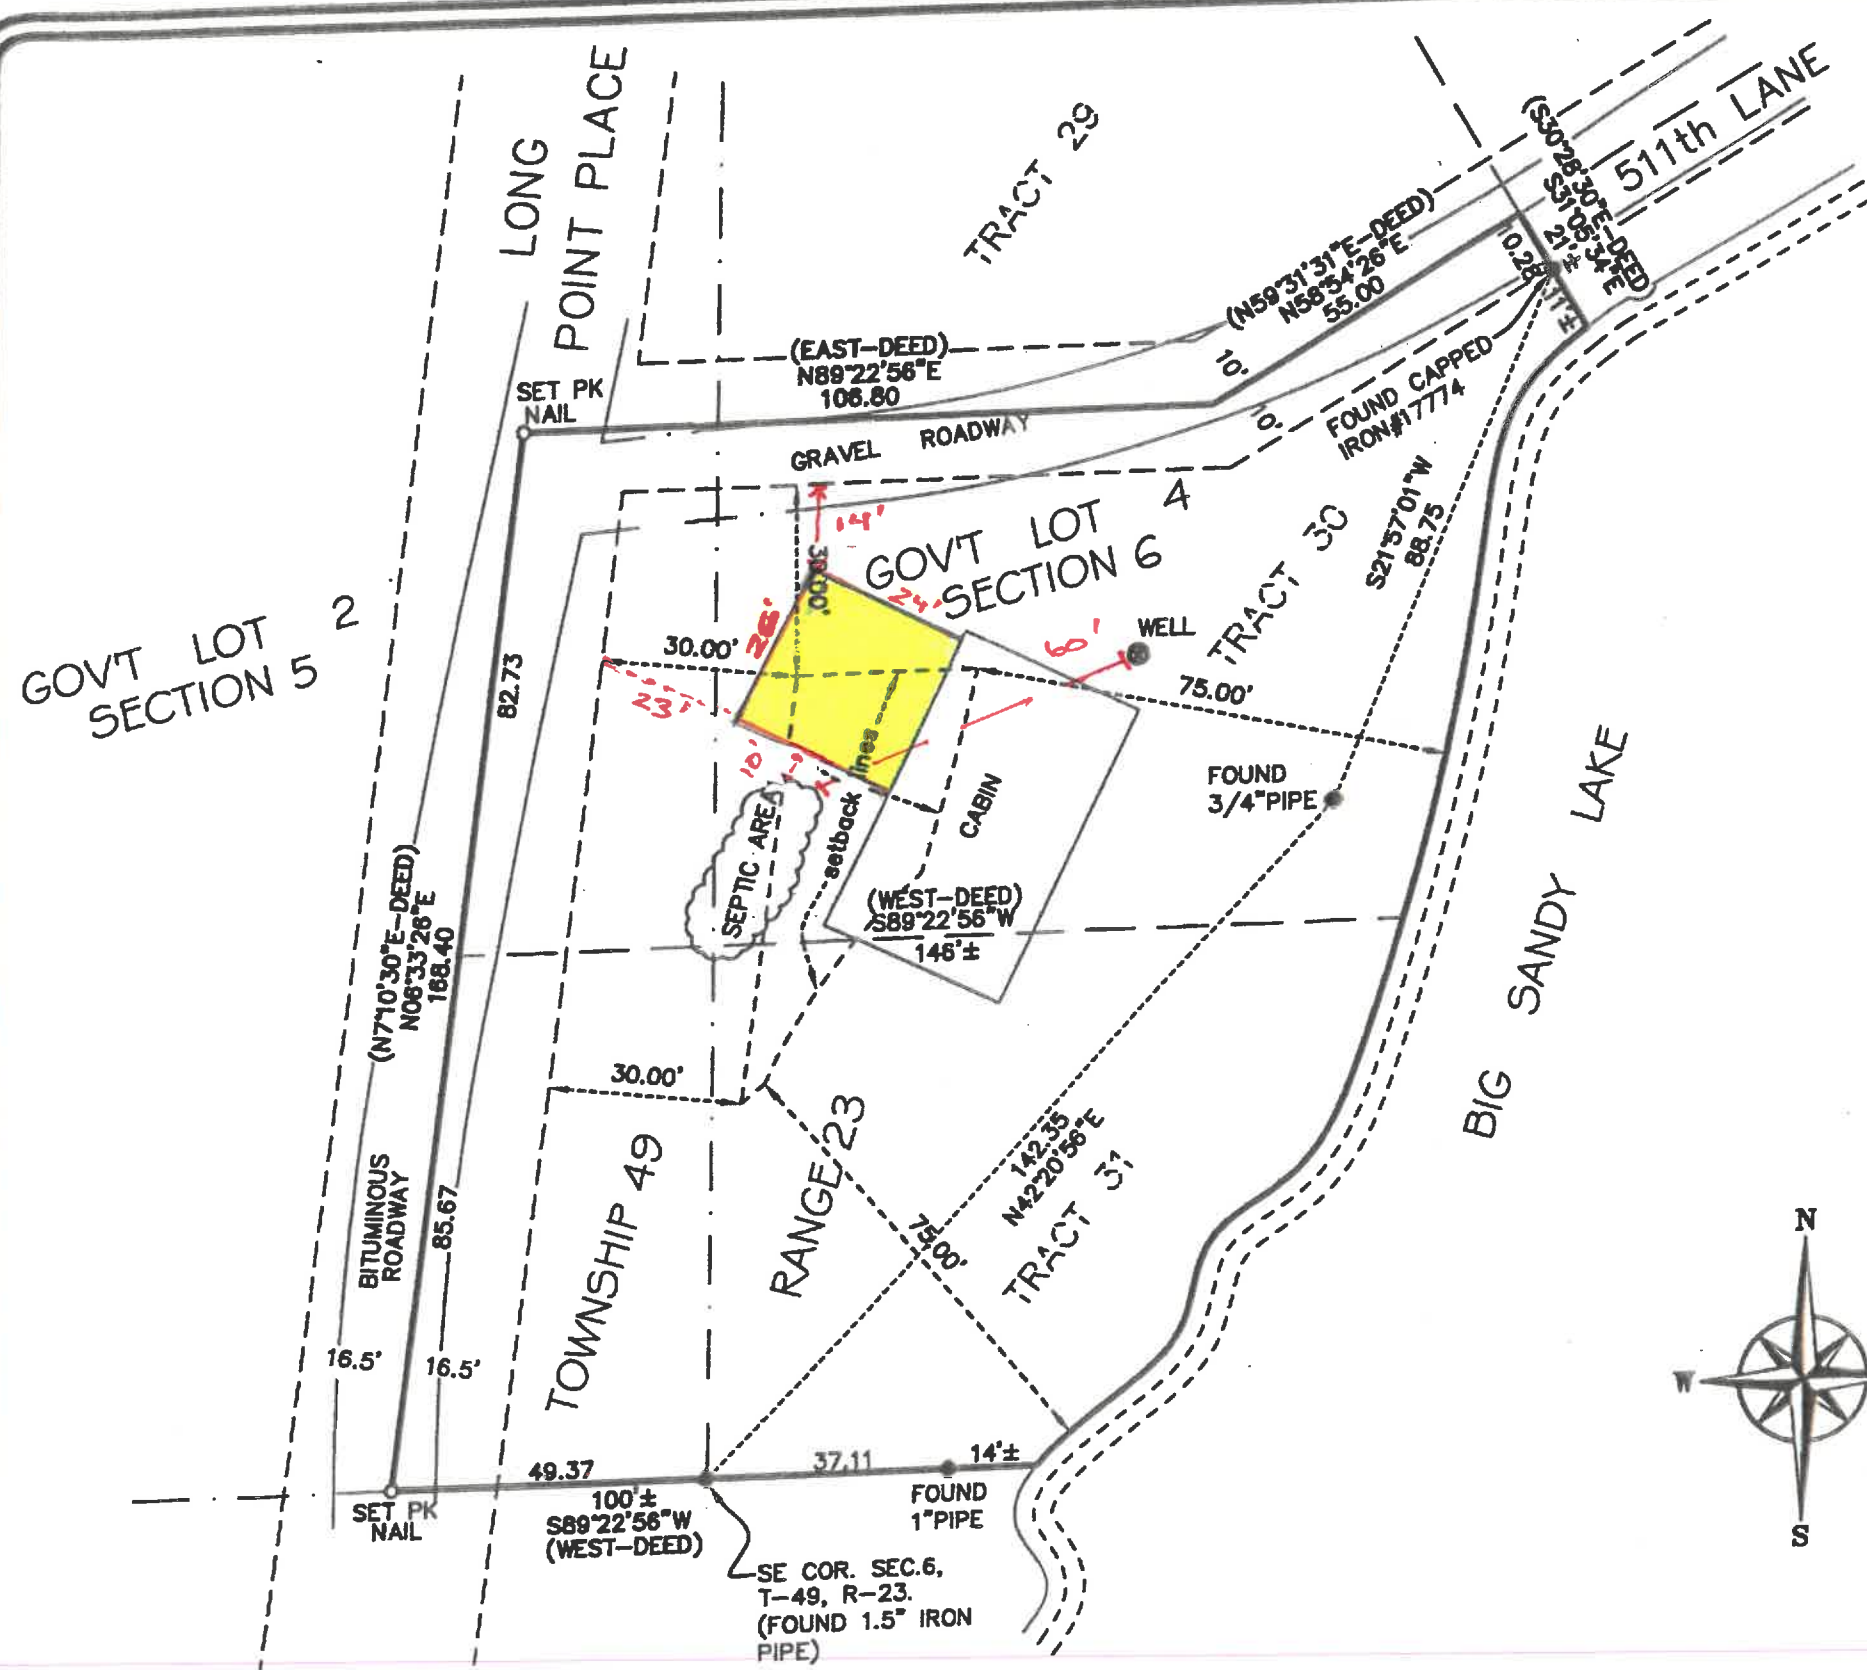 LONG
POINT PLACE
TRACT 29
511th LANE
(S30°28'30"E-DEED
S31°05'34"E
21'±
(N59°31'31"E-DEED)
N58°54'26"E
55.00
10.28
11'±
(EAST-DEED)
N89°22'56"E
106.80
SET PK
NAIL
10'
10'
FOUND CAPPED
IRON#17774
GRAVEL ROADWAY
14'
GOV'T LOT 4
SECTION 6
24'
30.00'
S21°57'01"W
88.75
TRACT 30
GOV'T LOT 2
SECTION 5
82.73
30.00'
60'
WELL
75.00'
23'
10'
lines
setback
SEPTIC AREA
CABIN
FOUND
3/4"PIPE
BIG SANDY LAKE
(WEST-DEED)
S89°22'56"W
146'±
(N7°10'30"E-DEED)
N06°33'26"E
168.40
30.00'
TOWNSHIP 49
RANGE 23
142.35
N42°20'56"E
TRACT 31
75.00'
BITUMINOUS
ROADWAY
85.67
16.5'
16.5'
N
W
S
49.37
37.11
14'±
100'±
S89°22'56"W
(WEST-DEED)
SET PK
NAIL
FOUND
1"PIPE
SE COR. SEC.6,
T-49, R-23.
(FOUND 1.5" IRON
PIPE)